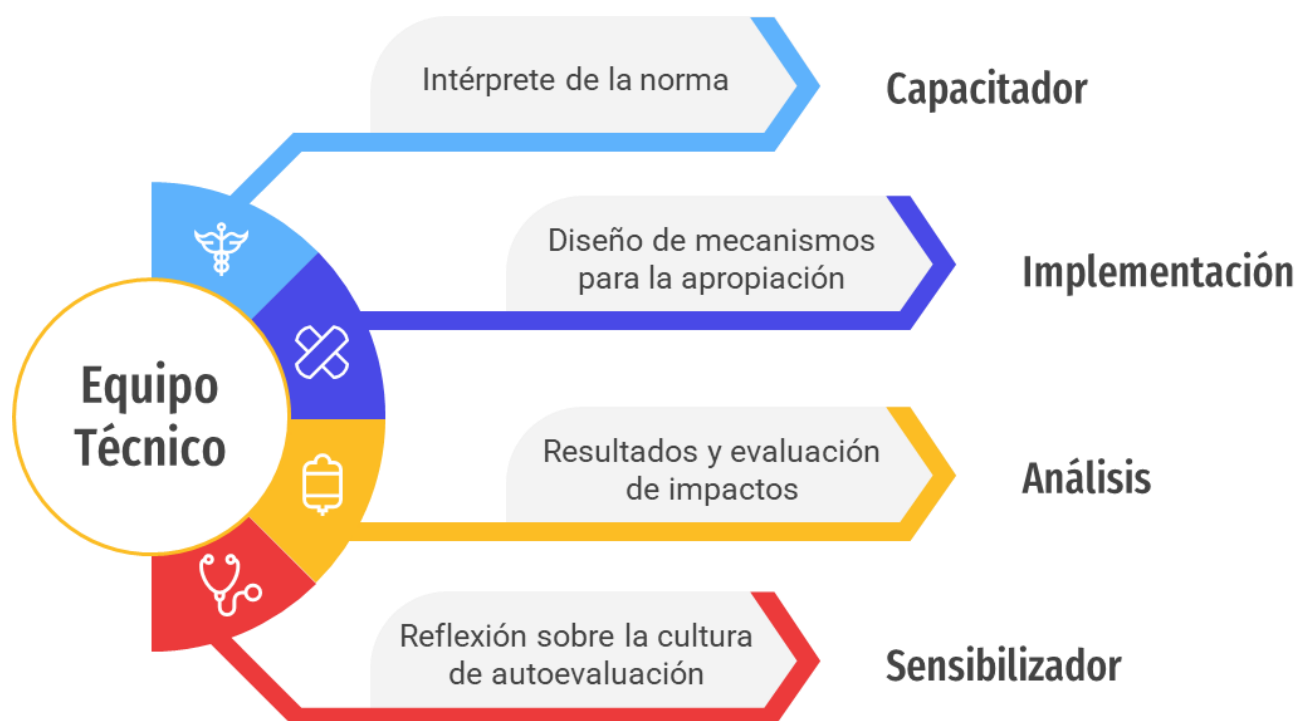 Intérprete de la norma
Capacitador
Diseño de mecanismos
para la apropiación
Implementación
Equipo
Técnico
Resultados y evaluación
de impactos
Análisis
Reflexión sobre la cultura
de autoevaluación
Sensibilizador